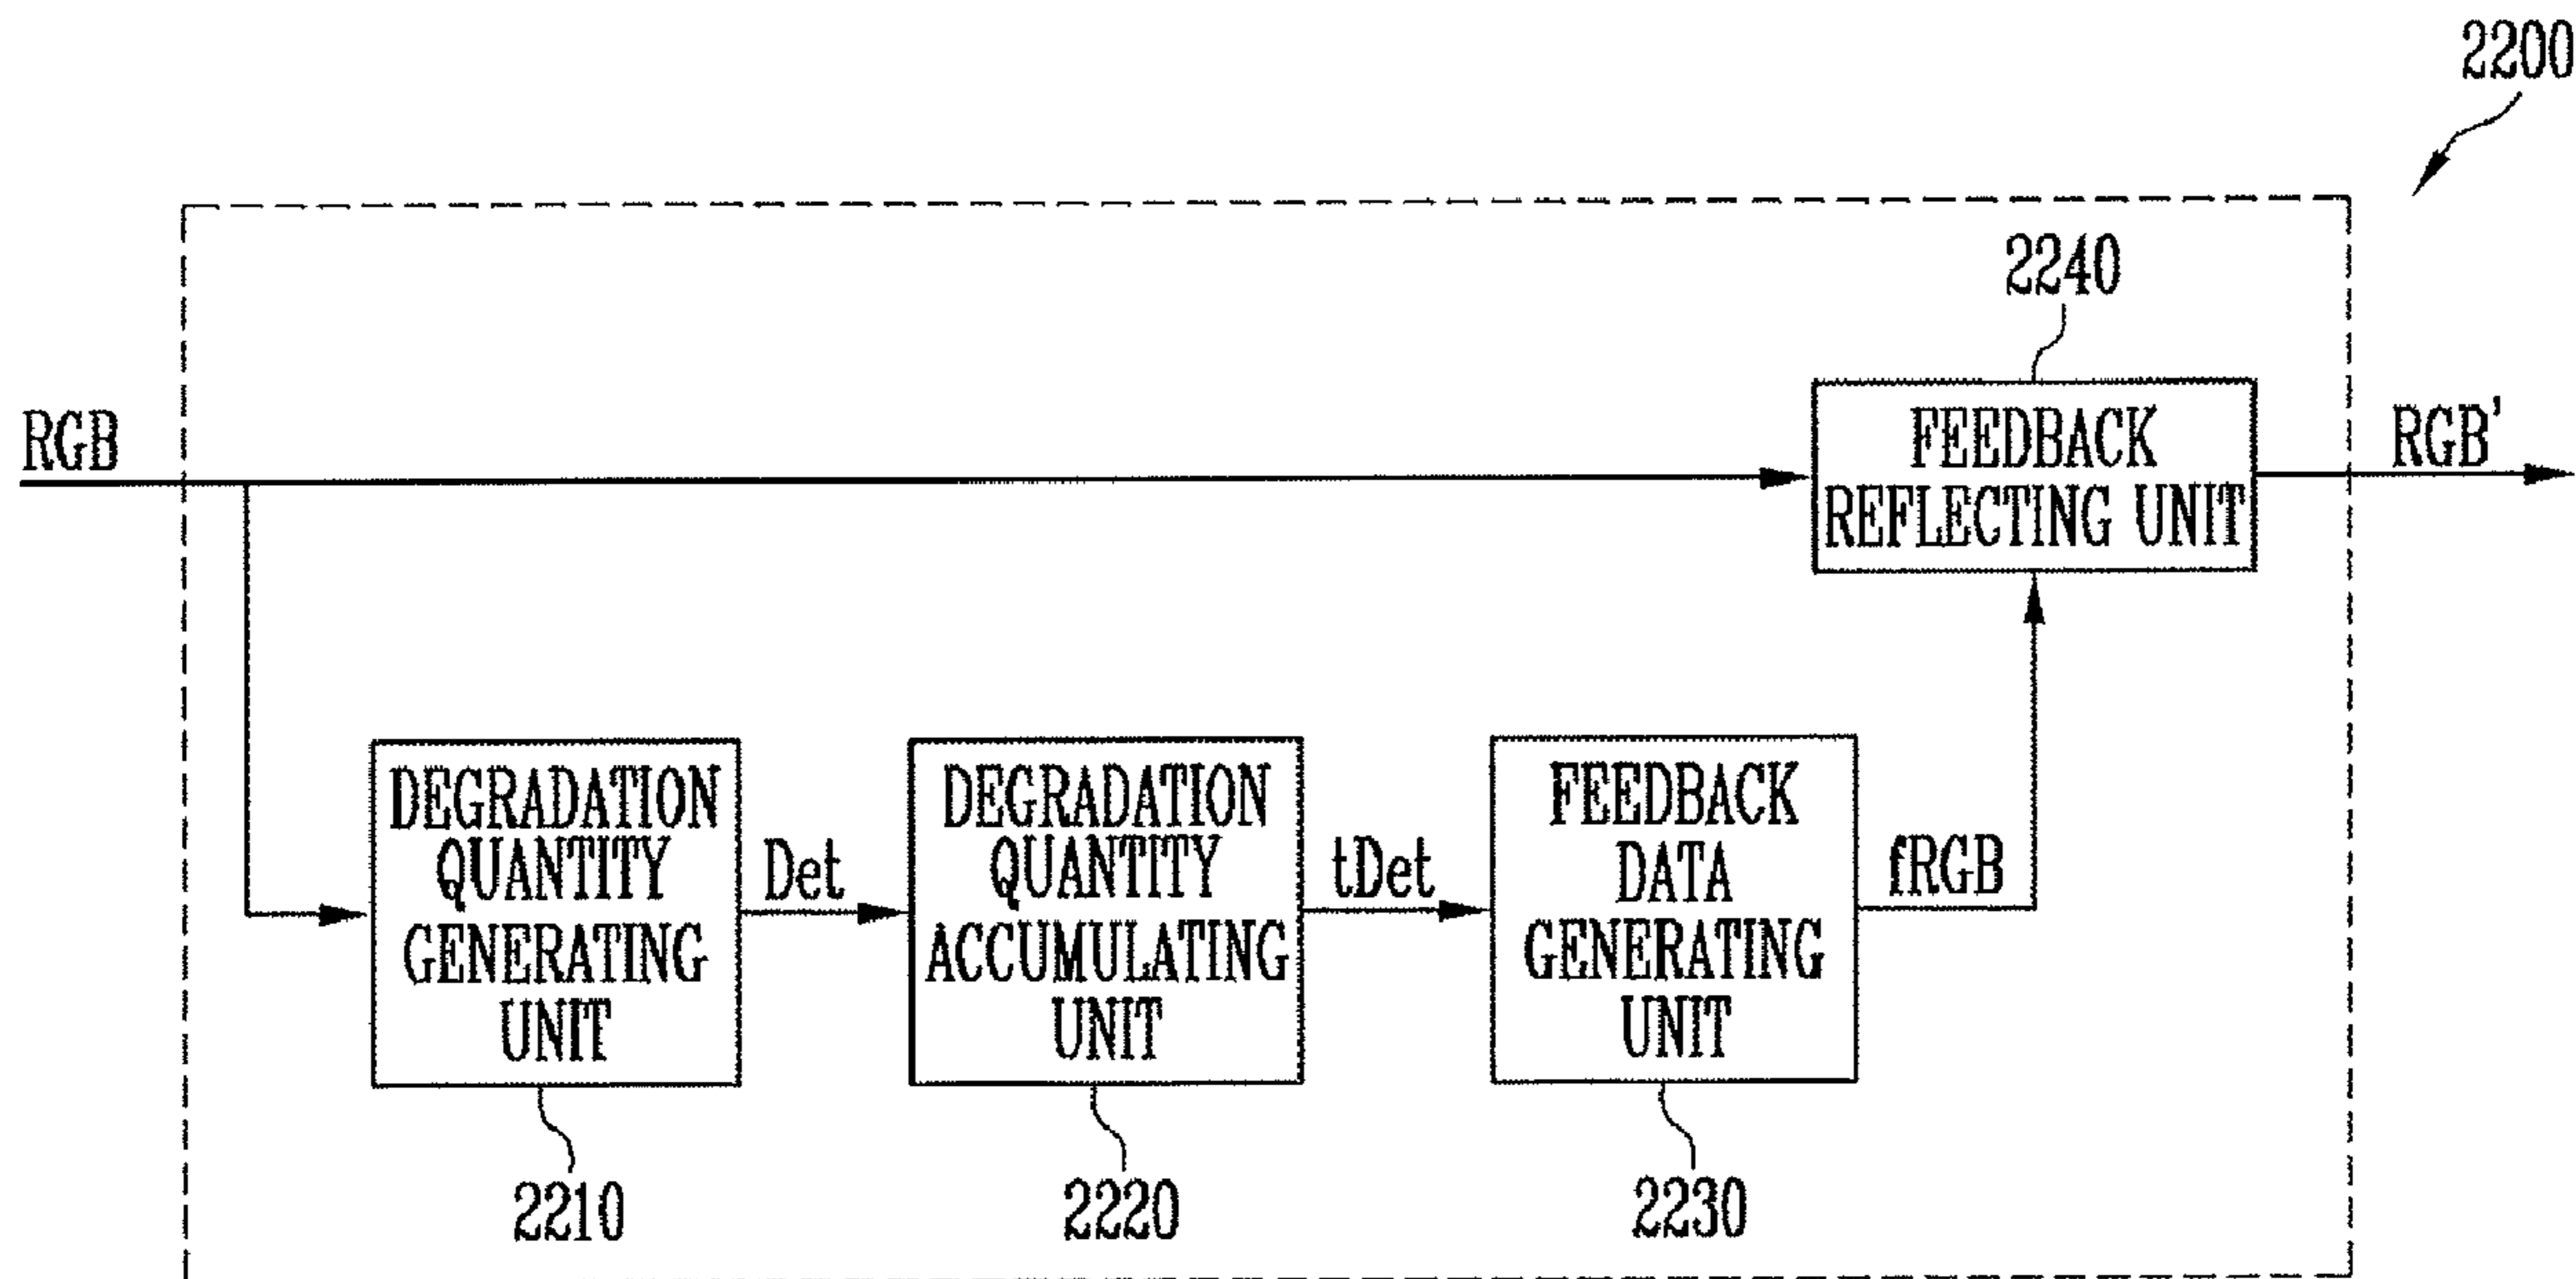 2200
2240
RGB
FEEDBACK
REFLECTING UNIT
RGB'
DEGRADATION
QUANTITY
GENERATING
UNIT
Det
DEGRADATION
QUANTITY
ACCUMULATING
UNIT
tDet
FEEDBACK
DATA
GENERATING
UNIT
fRGB
2210
2220
2230